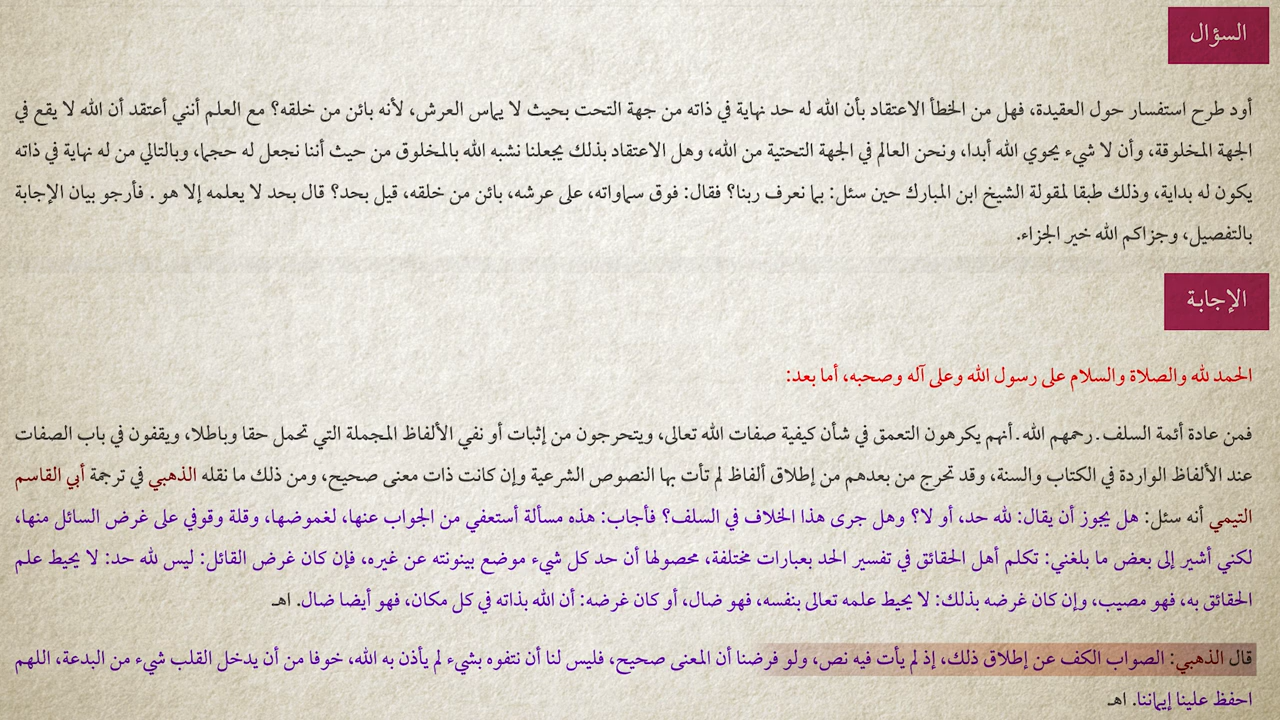 السؤال
أود طرح استفسار حول العقيدة، فهل من الخطأ الاعتقاد بأن الله له حد نهاية في ذاته من جهة التحت بحيث لا يماس العرش، لأنه بائن من خلقه؟ مع العلم أنني أعتقد أن الله لا يقع في
الجهة المخلوقة، وأن لا شيء يحوي الله أبدا، ونحن العالم في الجهة التحتية من الله، وهل الاعتقاد بذلك يجعلنا نشبه الله بالمخلوق من حيث أننا نجعل له حجما، وبالتالي من له نهاية في ذاته
يكون له بداية، وذلك طبقا لمقولة الشيخ ابن المبارك حين سئل: بما نعرف ربنا؟ فقال: فوق سماواته، على عرشه، بائن من خلقه، قيل بحد؟ قال بحد لا يعلمه إلا هو . فأرجو بيان الإجابة
بالتفصيل، وجزاكم الله خير الجزاء.
الإجابة
الحمد لله والصلاة والسلام على رسول الله وعلى آله وصحبه، أما بعد:
فمن عادة أئمة السلف ـ رحمهم الله ـ أنهم يكرهون التعمق في شأن كيفية صفات الله تعالى، ويتحرجون من إثبات أو نفي الألفاظ المجملة التي تحمل حقا وباطلا، ويقفون في باب الصفات
عند الألفاظ الواردة في الكتاب والسنة، وقد تحرج من بعدهم من إطلاق ألفاظ لم تأت بها النصوص الشرعية وإن كانت ذات معنى صحيح، ومن ذلك ما نقله الذهبي في ترجمة أبي القاسم
التيمي أنه سئل: هل يجوز أن يقال: لله حد، أو لا؟ وهل جرى هذا الخلاف في السلف؟ فأجاب: هذه مسألة أستعفي من الجواب عنها، لغموضها، وقلة وقوفي على غرض السائل منها،
لكني أشير إلى بعض ما بلغني: تكلم أهل الحقائق في تفسير الحد بعبارات مختلفة، محصولها أن حد كل شيء موضع بينونته عن غيره، فإن كان غرض القائل: ليس لله حد: لا يحيط علم
الحقائق به، فهو مصيب، وإن كان غرضه بذلك: لا يحيط علمه تعالى بنفسه، فهو ضال، أو كان غرضه: أن الله بذاته في كل مكان، فهو أيضا ضال. اهـ
قال الذهبي: الصواب الكف عن إطلاق ذلك، إذ لم يأت فيه نص، ولو فرضنا أن المعنى صحيح، فليس لنا أن نتفوه بشيء لم يأذن به الله، خوفا من أن يدخل القلب شيء من البدعة، اللهم
احفظ علينا إيماننا. اهـ